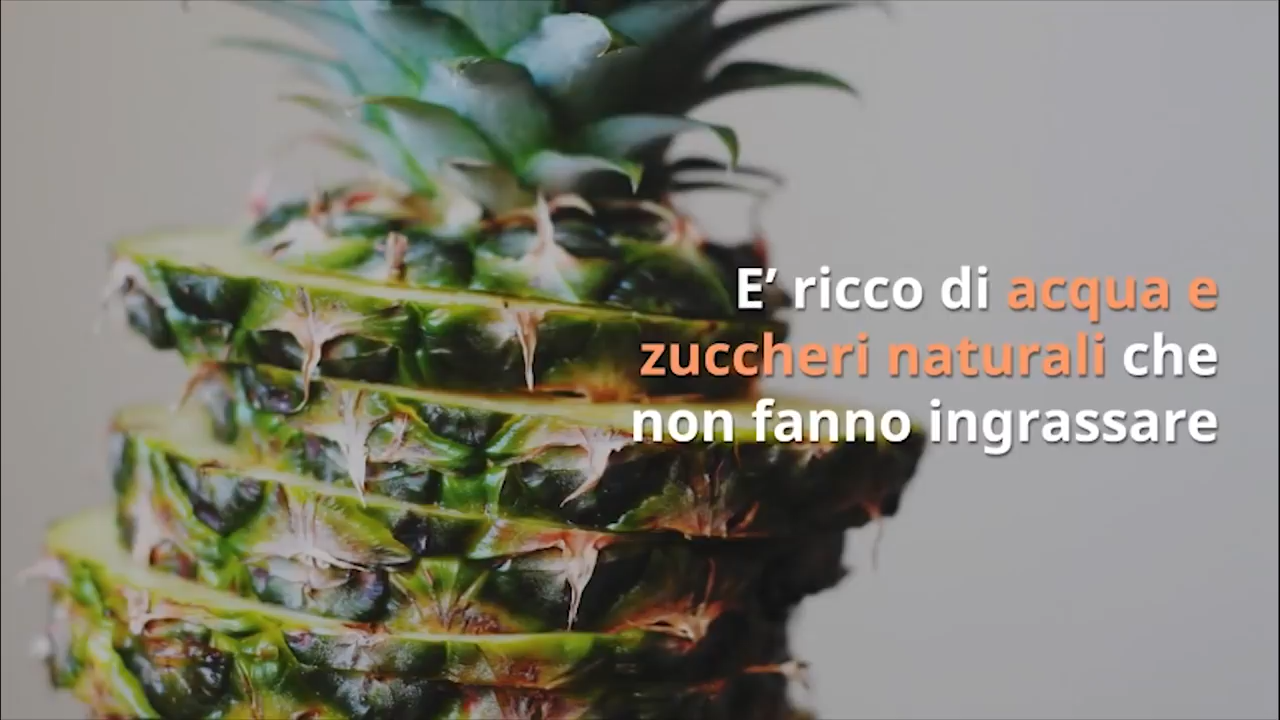 E’ ricco di acqua e
zuccheri naturali che
non fanno ingrassare